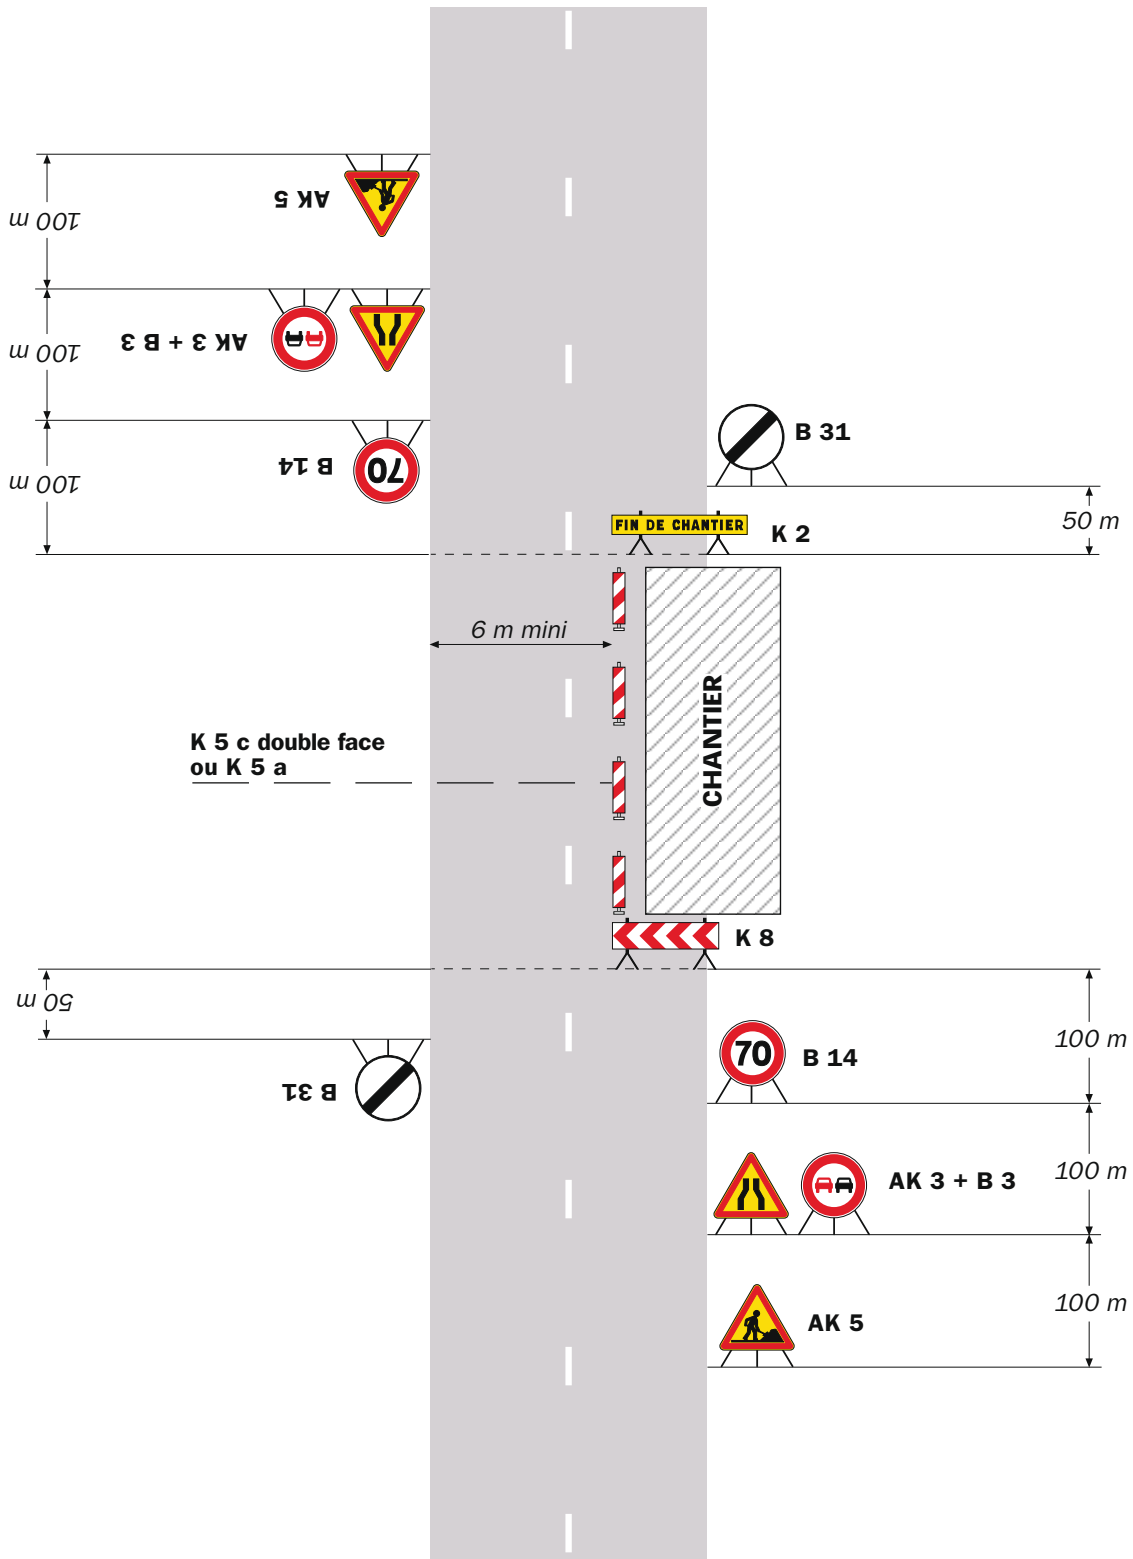 AK 5
100 m
AK 3 + B 3
100 m
B 31
70
B 14
100 m
50 m
FIN DE CHANTIER
K 2
6 m mini
CHANTIER
K 5 c double face
ou K 5 a
K 8
50 m
B 31
70
B 14
100 m
AK 3 + B 3
100 m
AK 5
100 m